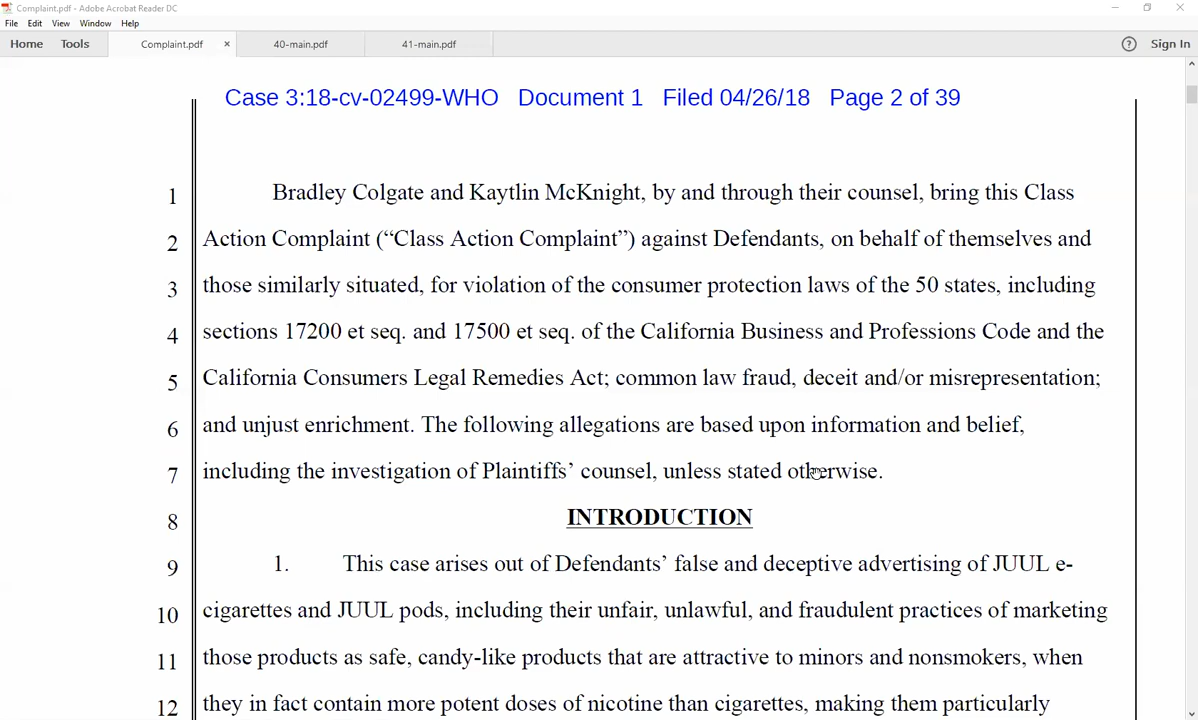 Complaint.pdf - Adobe Acrobat Reader DC
File Edit View Window Help
Home Tools Complaint.pdf × 40-main.pdf 41-main.pdf ? Sign In
Case 3:18-cv-02499-WHO Document 1 Filed 04/26/18 Page 2 of 39
1 Bradley Colgate and Kaytlin McKnight, by and through their counsel, bring this Class
2 Action Complaint (“Class Action Complaint”) against Defendants, on behalf of themselves and
3 those similarly situated, for violation of the consumer protection laws of the 50 states, including
4 sections 17200 et seq. and 17500 et seq. of the California Business and Professions Code and the
5 California Consumers Legal Remedies Act; common law fraud, deceit and/or misrepresentation;
6 and unjust enrichment. The following allegations are based upon information and belief,
7 including the investigation of Plaintiffs’ counsel, unless stated otherwise.
8 INTRODUCTION
9 1. This case arises out of Defendants’ false and deceptive advertising of JUUL e-
10 cigarettes and JUUL pods, including their unfair, unlawful, and fraudulent practices of marketing
11 those products as safe, candy-like products that are attractive to minors and nonsmokers, when
12 they in fact contain more potent doses of nicotine than cigarettes, making them particularly